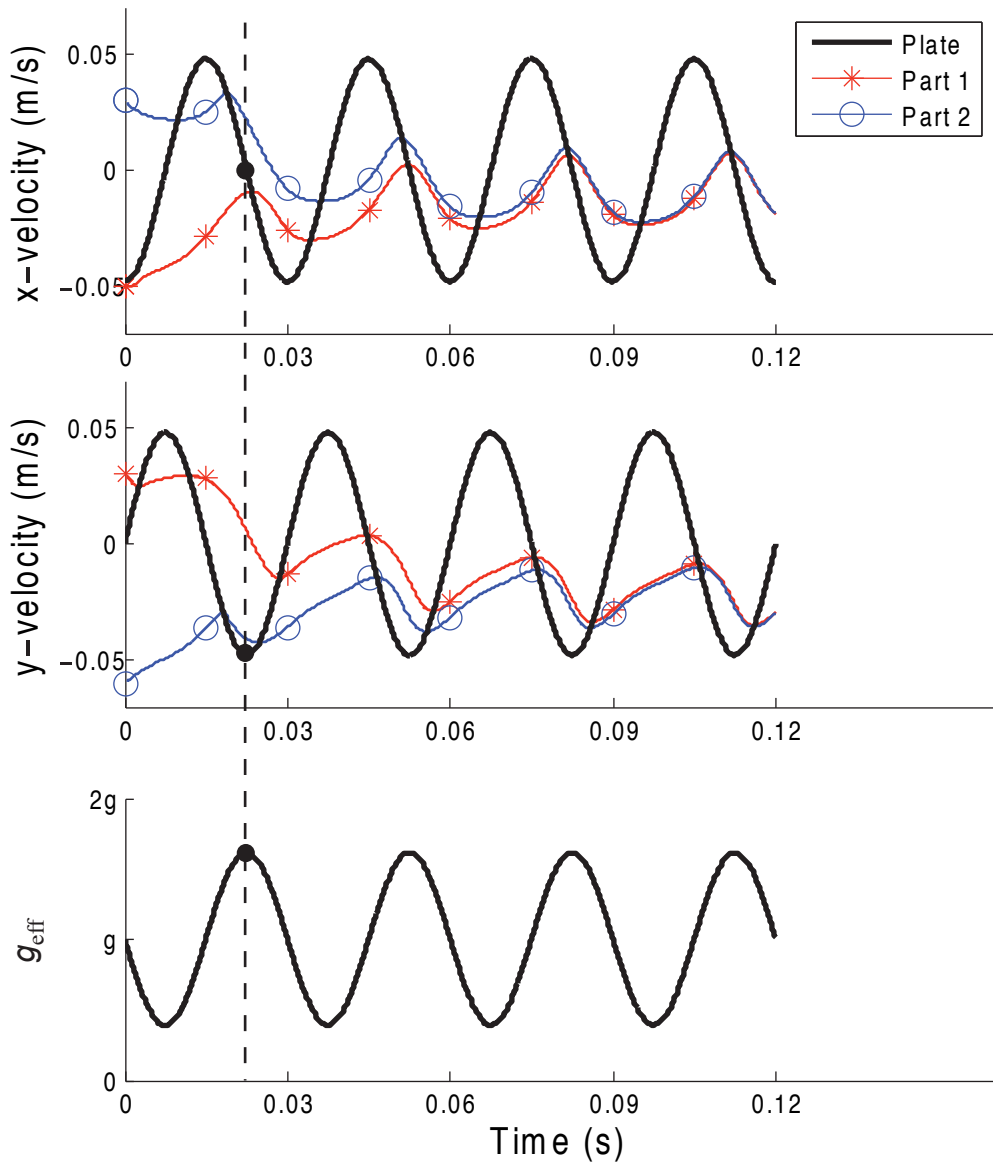 x-velocity (m/s)
0.05
0
-0.05
Plate
Part 1
Part 2
0 0.03 0.06 0.09 0.12
y-velocity (m/s)
0.05
0
-0.05
0 0.03 0.06 0.09 0.12
geff
2g
g
0
0 0.03 0.06 0.09 0.12
Time (s)